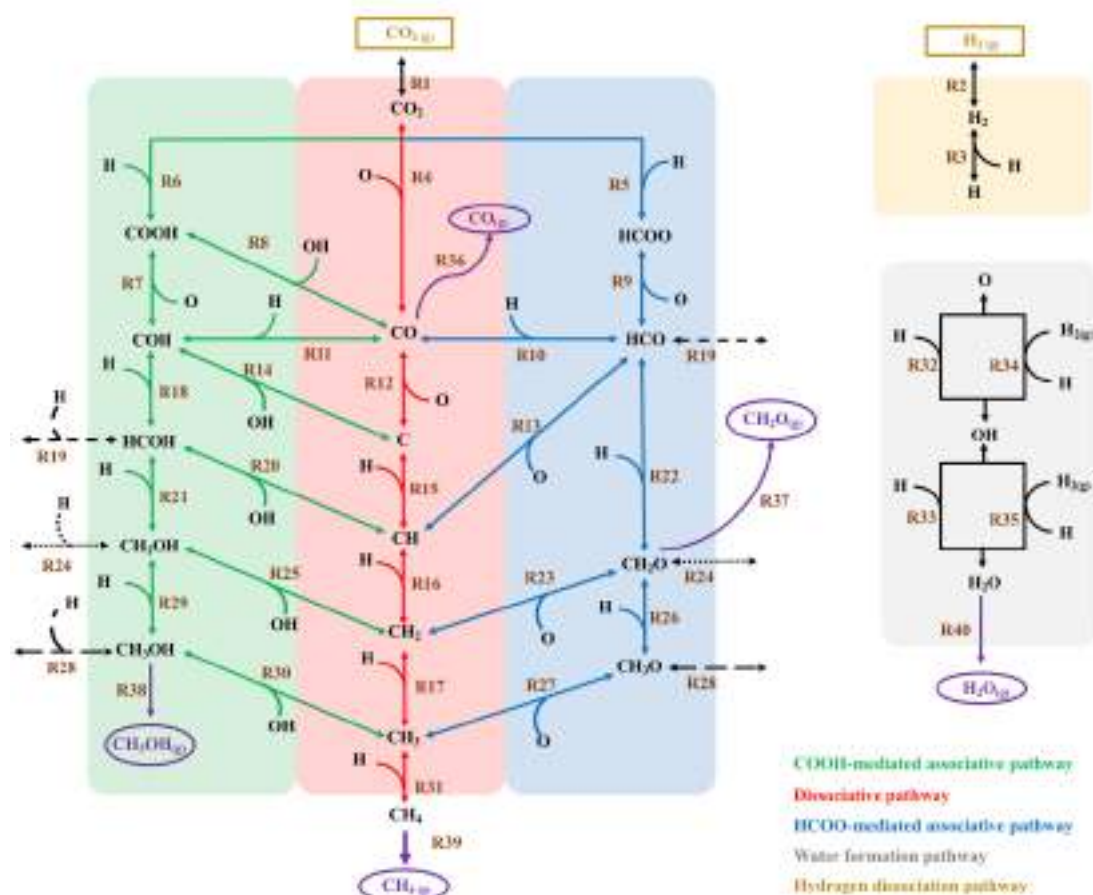 CO2 (g)
H2 (g)
R1
R2
CO2
H2
R3
H
H
H
R6
O
R4
R5
H
COOH
CO(g)
HCOO
R8
OH
R36
R7
O
R9
O
O
H
H
COH
CO
HCO
R11
R10
R19
H
R32
R34
H2(g)
H
H
R18
R14
OH
R12
O
R13
O
CH2O(g)
H
R19
HCOH
C
OH
H
R21
R20
OH
H
R15
H
R22
R37
H
R33
R35
H2(g)
H
H
R24
CH2OH
CH
CH2O
R24
H2O
H
R29
R25
OH
H
R16
R23
O
H
R26
H
R28
CH3OH
CH2
CH3O
R28
R40
R38
R30
OH
H
R17
R27
O
H2O(g)
CH3OH(g)
CH3
H
R31
CH4
R39
CH4 (g)
COOH-mediated associative pathway
Dissociative pathway
HCOO-mediated associative pathway
Water formation pathway
Hydrogen dissociation pathway